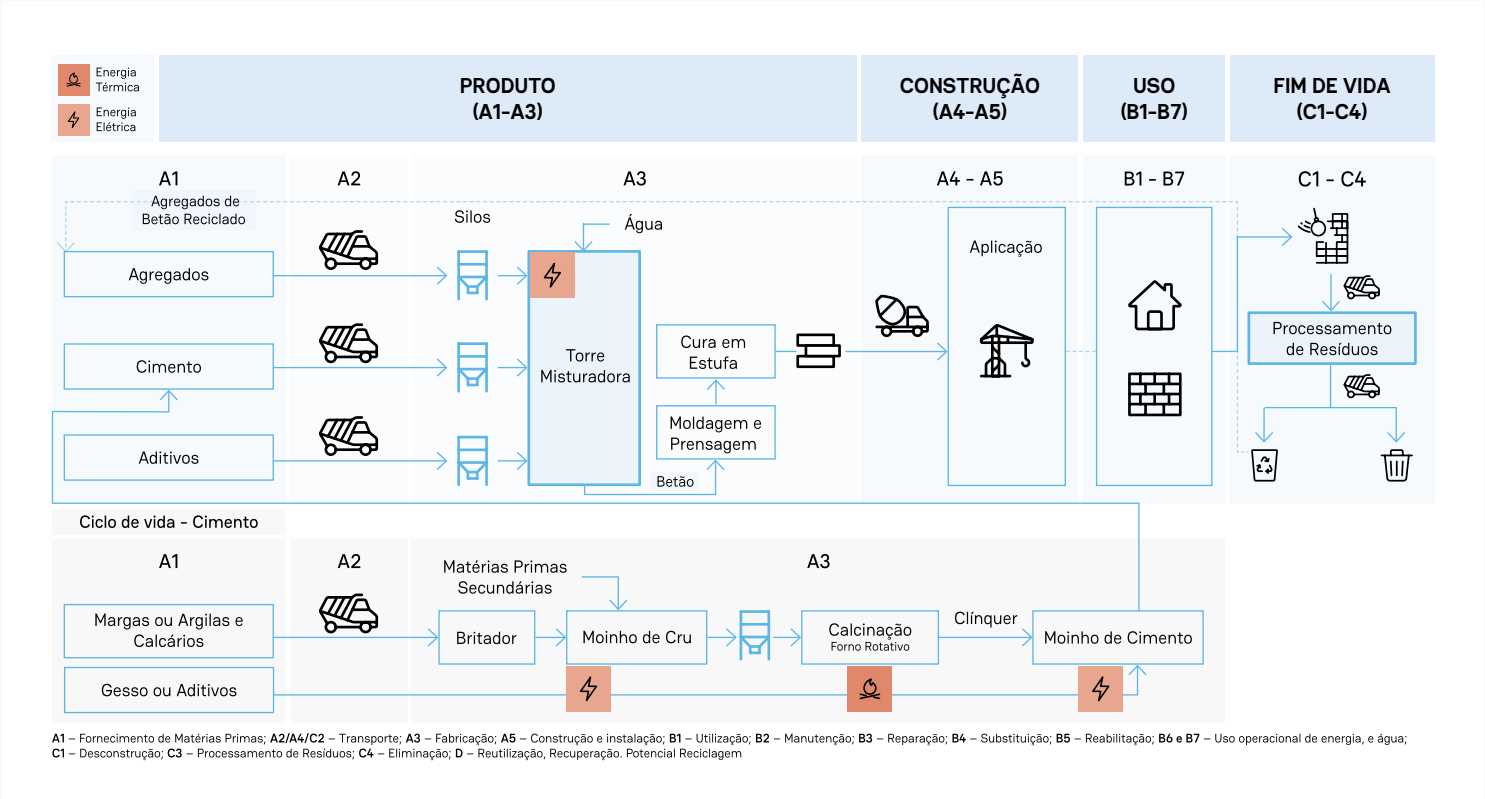 Energia
Térmica
Energia
Elétrica
PRODUTO
(A1-A3)
CONSTRUÇÃO
(A4-A5)
USO
(B1-B7)
FIM DE VIDA
(C1-C4)
A1
A2
A3
A4 - A5
B1 - B7
C1 - C4
Agregados de
Betão Reciclado
Silos
Água
Aplicação
Agregados
Cimento
Aditivos
Torre
Misturadora
Cura em
Estufa
Moldagem e
Prensagem
Betão
Processamento
de Resíduos
Ciclo de vida - Cimento
A1
A2
A3
Matérias Primas
Secundárias
Margas ou Argilas e
Calcários
Britador
Moinho de Cru
Calcinação
Forno Rotativo
Clínquer
Moinho de Cimento
Gesso ou Aditivos
A1 – Fornecimento de Matérias Primas; A2/A4/C2 – Transporte; A3 – Fabricação; A5 – Construção e instalação; B1 – Utilização; B2 – Manutenção; B3 – Reparação; B4 – Substituição; B5 – Reabilitação; B6 e B7 – Uso operacional de energia, e água;
C1 – Desconstrução; C3 – Processamento de Resíduos; C4 – Eliminação; D – Reutilização, Recuperação. Potencial Reciclagem